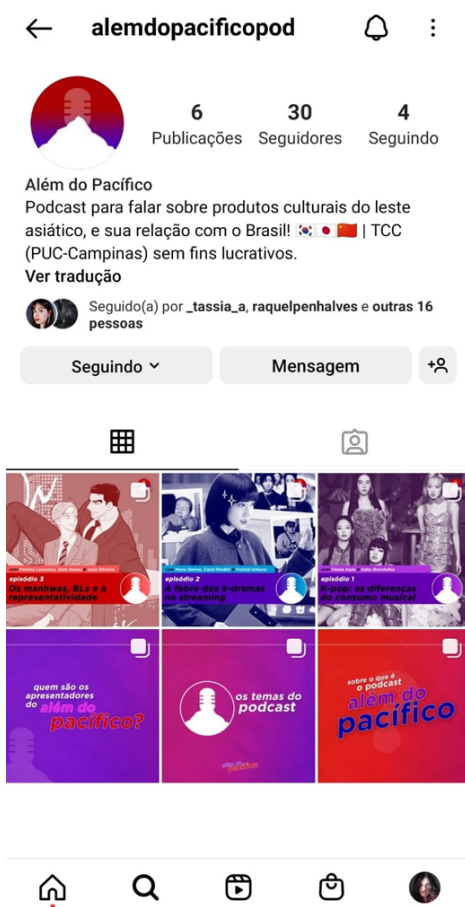 alemdopacificopod
6 30 4
Publicações Seguidores Seguindo
Além do Pacífico
Podcast para falar sobre produtos culturais do leste
asiático, e sua relação com o Brasil! 🇰🇷 🇯🇵 🇨🇳 | TCC
(PUC-Campinas) sem fins lucrativos.
Ver tradução
Seguido(a) por _tassia_a, raquelpenhalves e outras 16
pessoas
Seguindo
Mensagem
episódio 3
Os manhwas, BLs e a
representatividade
episódio 2
A febre dos k-dramas
no streaming
episódio 1
K-pop: as diferenças
do consumo musical
quem são os
apresentadores
do além do
pacífico?
os temas do
podcast
sobre o que é
o podcast
além do
pacífico